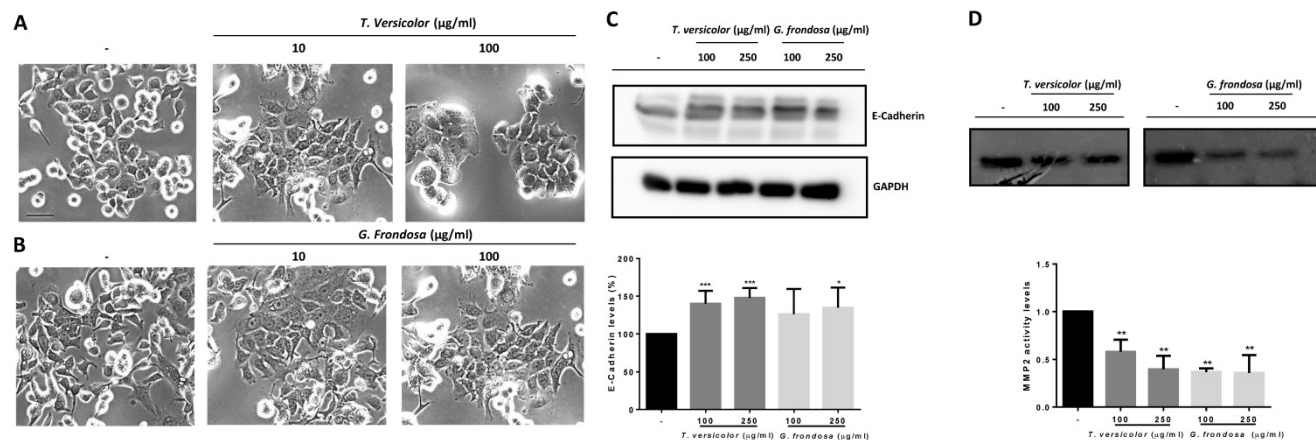 A
T. Versicolor (µg/ml)
- 10 100
B
G. Frondosa (µg/ml)
- 10 100
C
T. versicolor (µg/ml) G. frondosa (µg/ml)
- 100 250 100 250
E-Cadherin
GAPDH
E-Cadherin levels (%)
200
150
100
50
0
*** *** *
- 100 250 100 250
T. versicolor (µg/ml) G. frondosa (µg/ml)
D
T. versicolor (µg/ml)
- 100 250
G. frondosa (µg/ml)
- 100 250
MMP2 activity levels
1.5
1.0
0.5
0.0
** ** ** **
- 100 250 100 250
T. versicolor (µg/ml) G. frondosa (µg/ml)